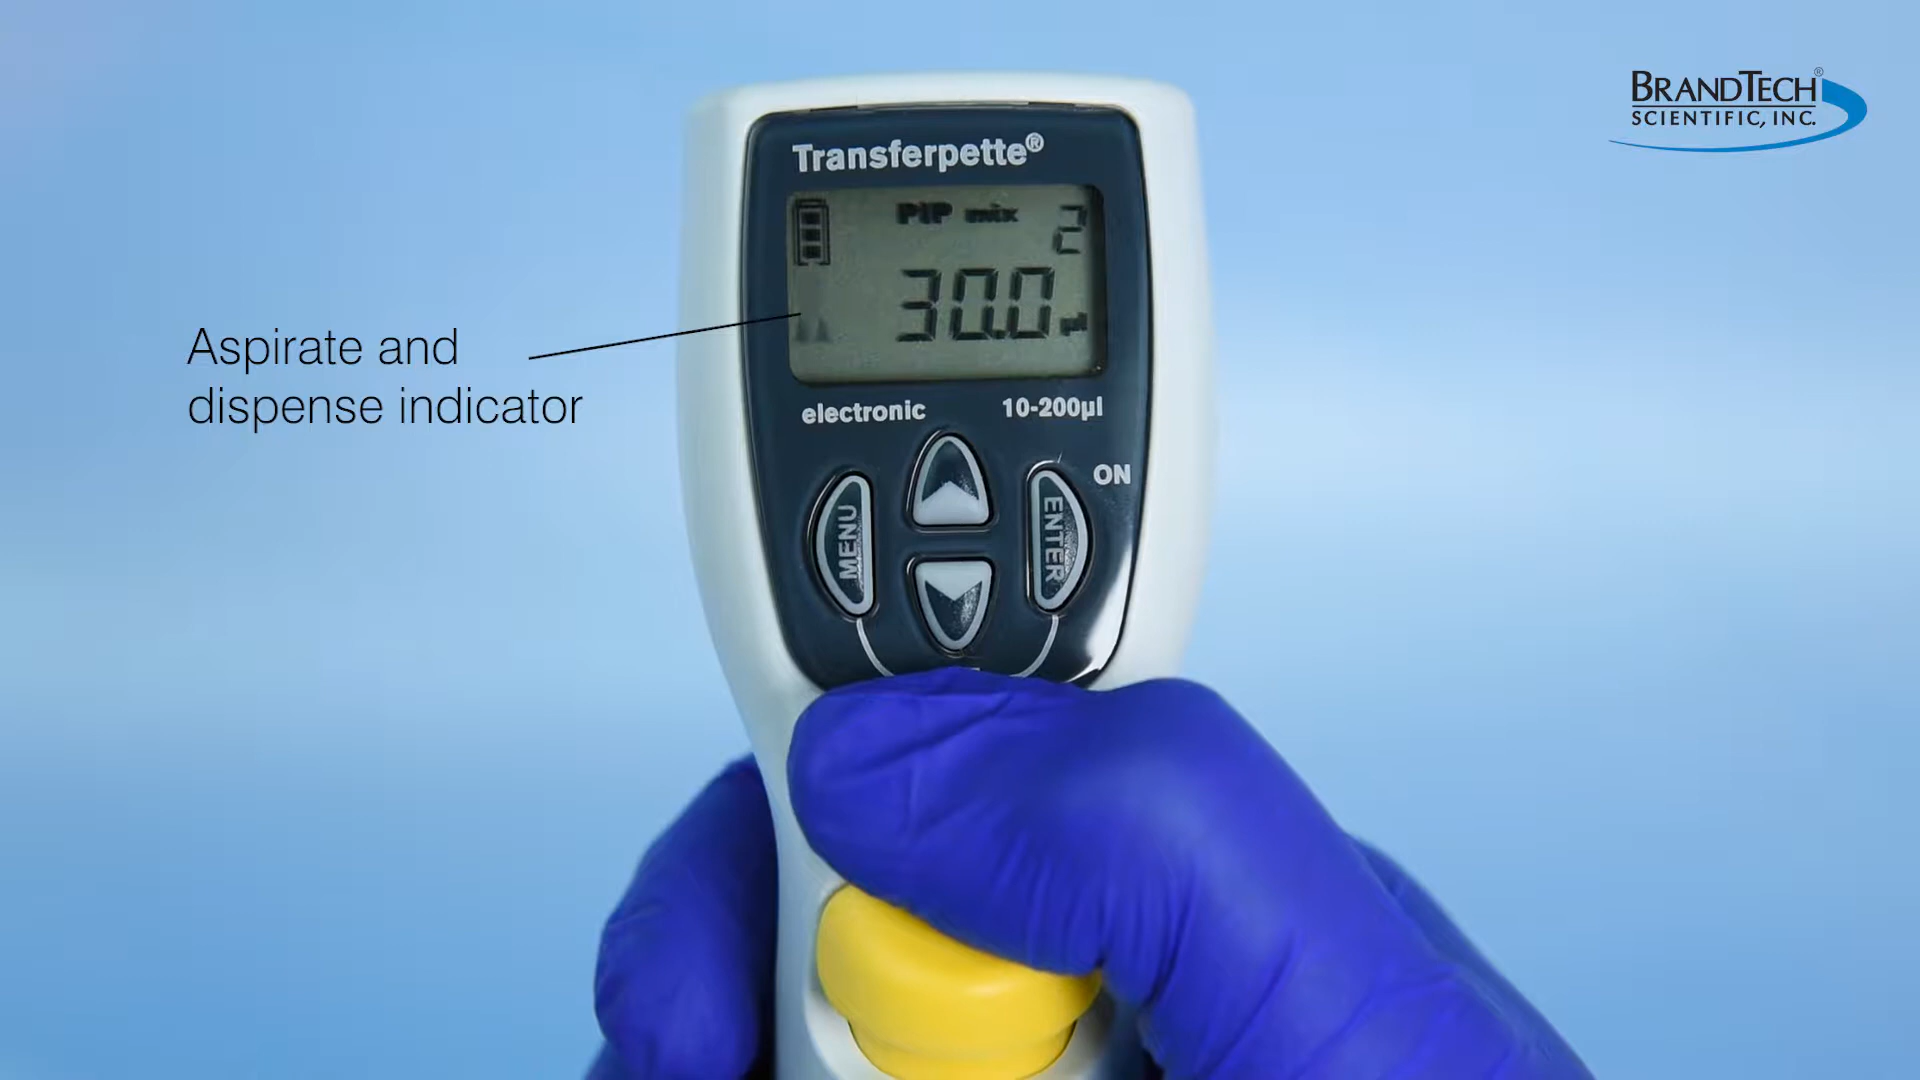 BRANDTECH®
SCIENTIFIC, INC.
Transferpette®
PIP mix 2
30.0 µl
Aspirate and
dispense indicator
electronic 10-200µl
ON
MENU
ENTER